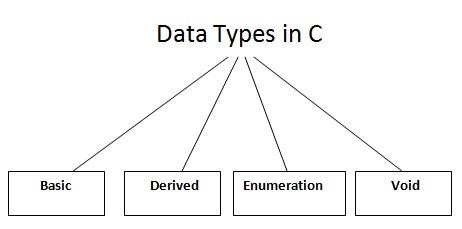 Data Types in C
Basic
Derived
Enumeration
Void